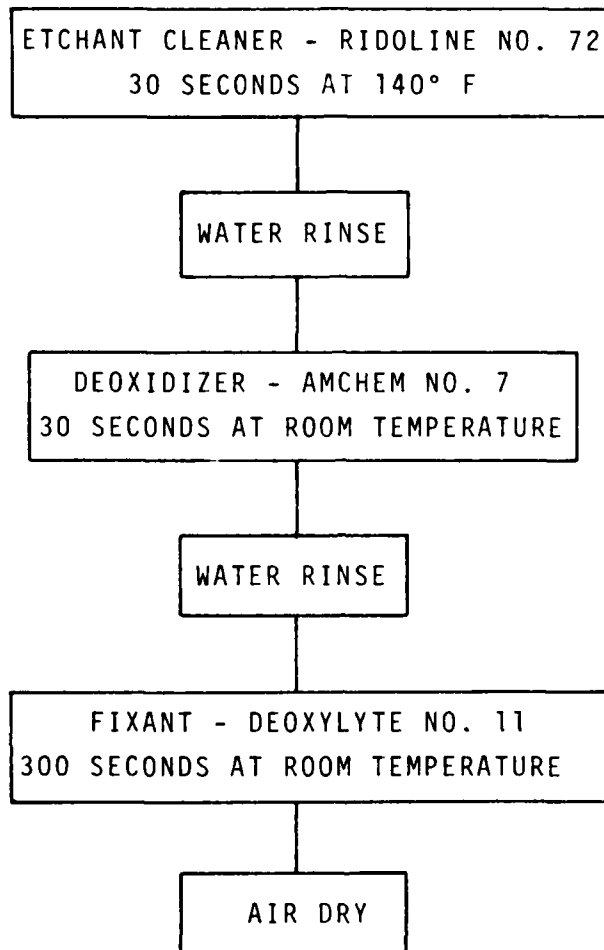 ETCHANT CLEANER - RIDOLINE NO. 72
30 SECONDS AT 140° F
WATER RINSE
DEOXIDIZER - AMCHEM NO. 7
30 SECONDS AT ROOM TEMPERATURE
WATER RINSE
FIXANT - DEOXYLYTE NO. 11
300 SECONDS AT ROOM TEMPERATURE
AIR DRY